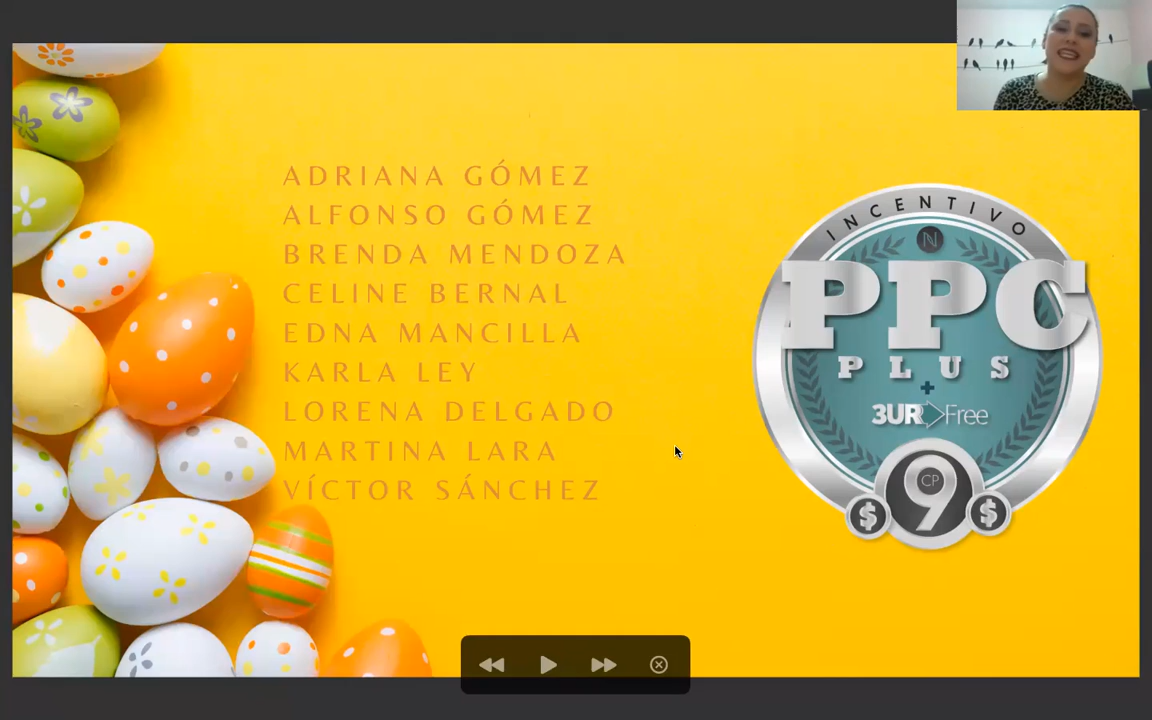 ADRIANA GÓMEZ
ALFONSO GÓMEZ
BRENDA MENDOZA
CELINE BERNAL
EDNA MANCILLA
KARLA LEY
LORENA DELGADO
MARTINA LARA
VÍCTOR SÁNCHEZ
INCENTIVO
N
PPC
PLUS
+
3UR Free
CP
9
$ $